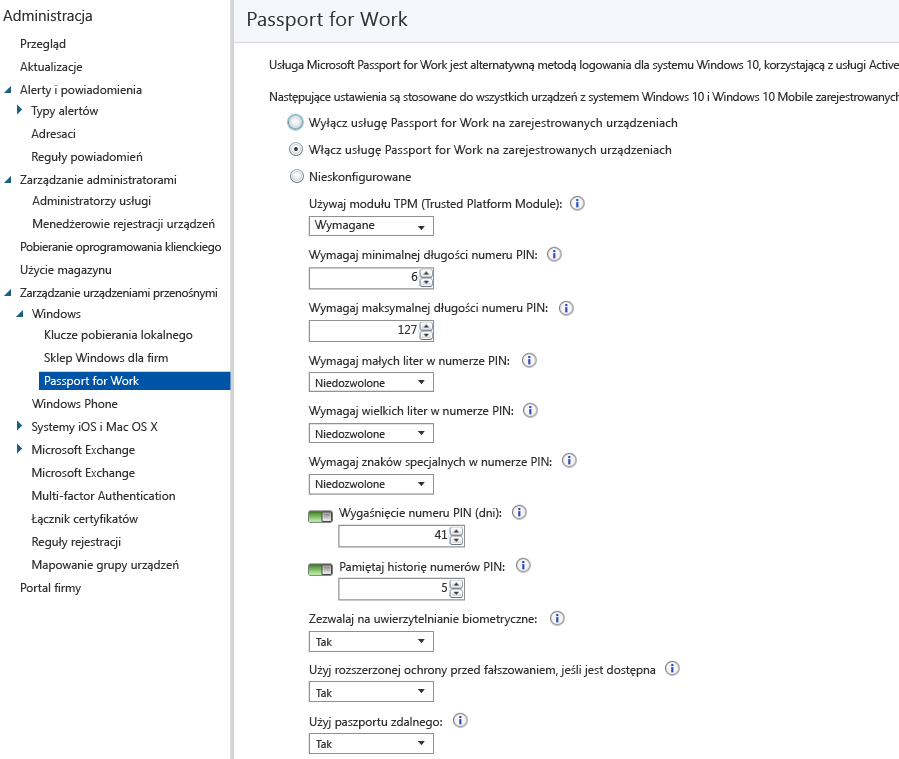 Administracja
Przegląd
Aktualizacje
Alerty i powiadomienia
Typy alertów
Adresaci
Reguły powiadomień
Zarządzanie administratorami
Administratorzy usługi
Menedżerowie rejestracji urządzeń
Pobieranie oprogramowania klienckiego
Użycie magazynu
Zarządzanie urządzeniami przenośnymi
Windows
Klucze pobierania lokalnego
Sklep Windows dla firm
Passport for Work
Windows Phone
Systemy iOS i Mac OS X
Microsoft Exchange
Microsoft Exchange
Multi-factor Authentication
Łącznik certyfikatów
Reguły rejestracji
Mapowanie grupy urządzeń
Portal firmy
Passport for Work
Usługa Microsoft Passport for Work jest alternatywną metodą logowania dla systemu Windows 10, korzystającą z usługi Active
Następujące ustawienia są stosowane do wszystkich urządzeń z systemem Windows 10 i Windows 10 Mobile zarejestrowanych
Wyłącz usługę Passport for Work na zarejestrowanych urządzeniach
Włącz usługę Passport for Work na zarejestrowanych urządzeniach
Nieskonfigurowane
Używaj modułu TPM (Trusted Platform Module):
Wymagane
Wymagaj minimalnej długości numeru PIN:
6
Wymagaj maksymalnej długości numeru PIN:
127
Wymagaj małych liter w numerze PIN:
Niedozwolone
Wymagaj wielkich liter w numerze PIN:
Niedozwolone
Wymagaj znaków specjalnych w numerze PIN:
Niedozwolone
Wygaśnięcie numeru PIN (dni):
41
Pamiętaj historię numerów PIN:
5
Zezwalaj na uwierzytelnianie biometryczne:
Tak
Użyj rozszerzonej ochrony przed fałszowaniem, jeśli jest dostępna
Tak
Użyj paszportu zdalnego:
Tak